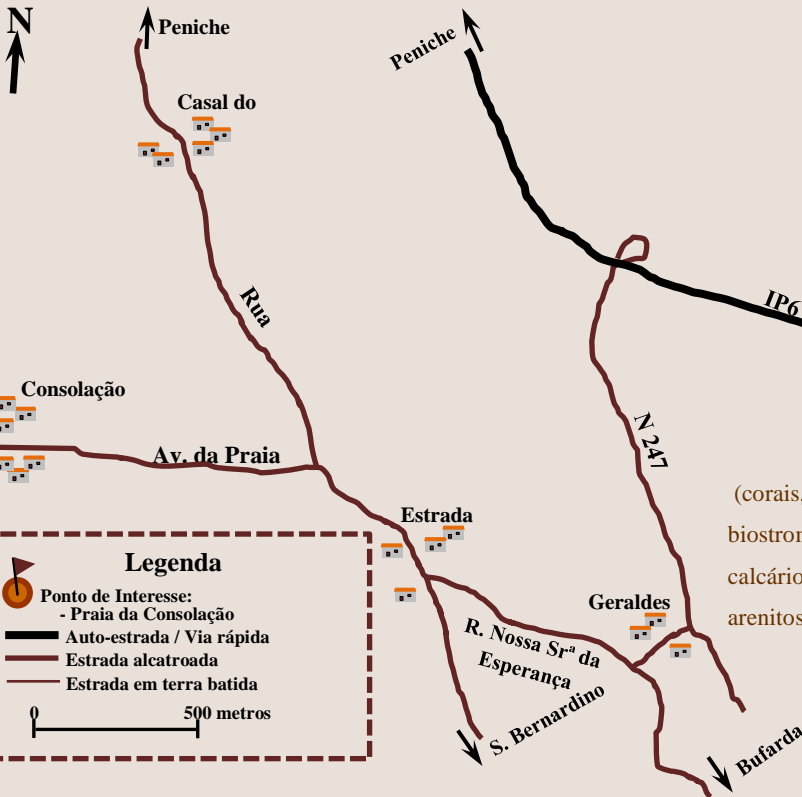 N
Peniche
Peniche
Casal do
IP6
Rua
Consolação
N 247
Av. da Praia
(corais,
Estrada
Geraldes
R. Nossa Srª da
Esperança
S. Bernardino
Bufarda
Legenda
Ponto de Interesse:
- Praia da Consolação
Auto-estrada / Via rápida
Estrada alcatroada
Estrada em terra batida
0 500 metros
calcário
arenitos